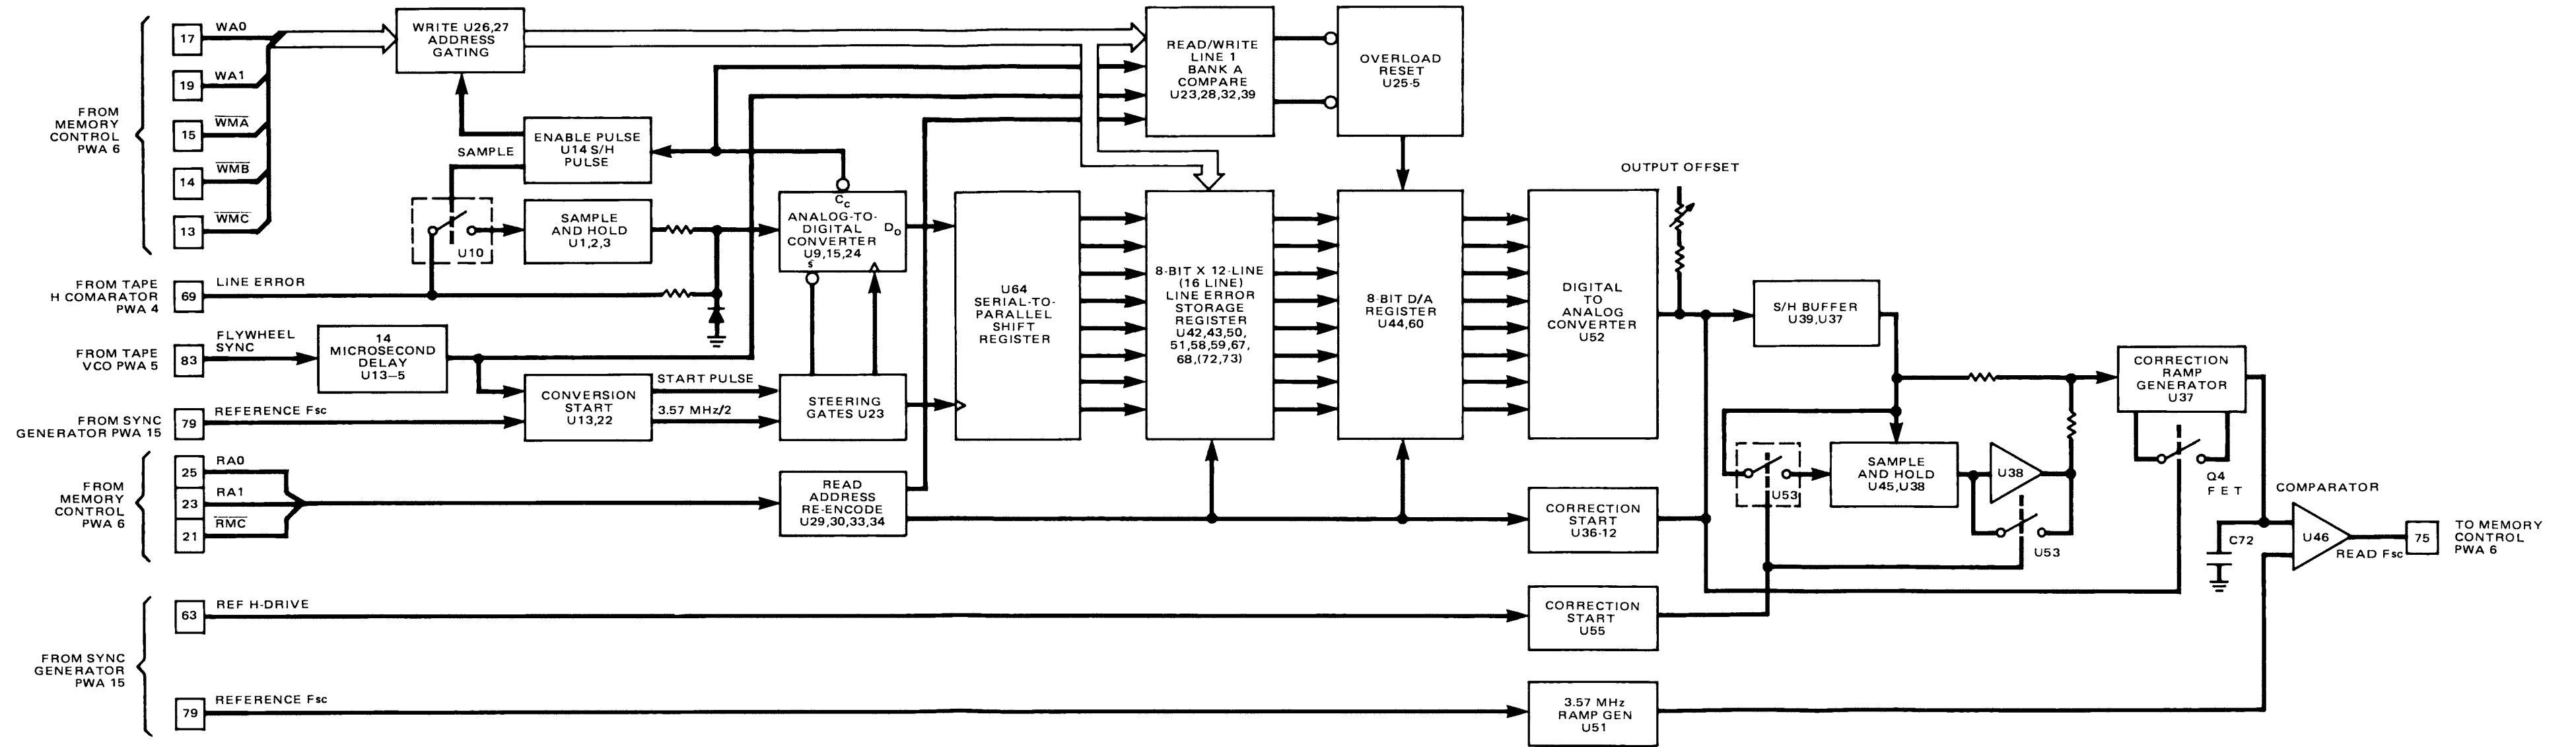 FROM
MEMORY
CONTROL
PWA 6
17
WA0
19
WA1
15
WMA
14
WMB
13
WMC
WRITE U26,27
ADDRESS
GATING
ENABLE PULSE
U14 S/H
PULSE
SAMPLE
U10
SAMPLE
AND HOLD
U1,2,3
CC
ANALOG-TO-
DIGITAL
CONVERTER
U9,15,24
DO
S
READ/WRITE
LINE 1
BANK A
COMPARE
U23,28,32,39
OVERLOAD
RESET
U25-5
FROM TAPE
H COMARATOR
PWA 4
69
LINE ERROR
FROM TAPE
VCO PWA 5
83
FLYWHEEL
SYNC
14
MICROSECOND
DELAY
U13–5
FROM SYNC
GENERATOR PWA 15
79
REFERENCE Fsc
CONVERSION
START
U13,22
START PULSE
3.57 MHz/2
STEERING
GATES U23
U64
SERIAL-TO-
PARALLEL
SHIFT
REGISTER
8-BIT X 12-LINE
(16 LINE)
LINE ERROR
STORAGE
REGISTER
U42,43,50,
51,58,59,67,
68,(72,73)
8-BIT D/A
REGISTER
U44,60
DIGITAL
TO
ANALOG
CONVERTER
U52
OUTPUT OFFSET
S/H BUFFER
U39,U37
CORRECTION
RAMP
GENERATOR
U37
FROM
MEMORY
CONTROL
PWA 6
25
RA0
23
RA1
21
RMC
READ
ADDRESS
RE-ENCODE
U29,30,33,34
CORRECTION
START
U36-12
U53
SAMPLE
AND HOLD
U45,U38
U38
U53
Q4
FET
COMPARATOR
C72
U46
READ Fsc
75
TO MEMORY
CONTROL
PWA 6
FROM SYNC
GENERATOR
PWA 15
63
REF H-DRIVE
CORRECTION
START
U55
79
REFERENCE Fsc
3.57 MHz
RAMP GEN
U51